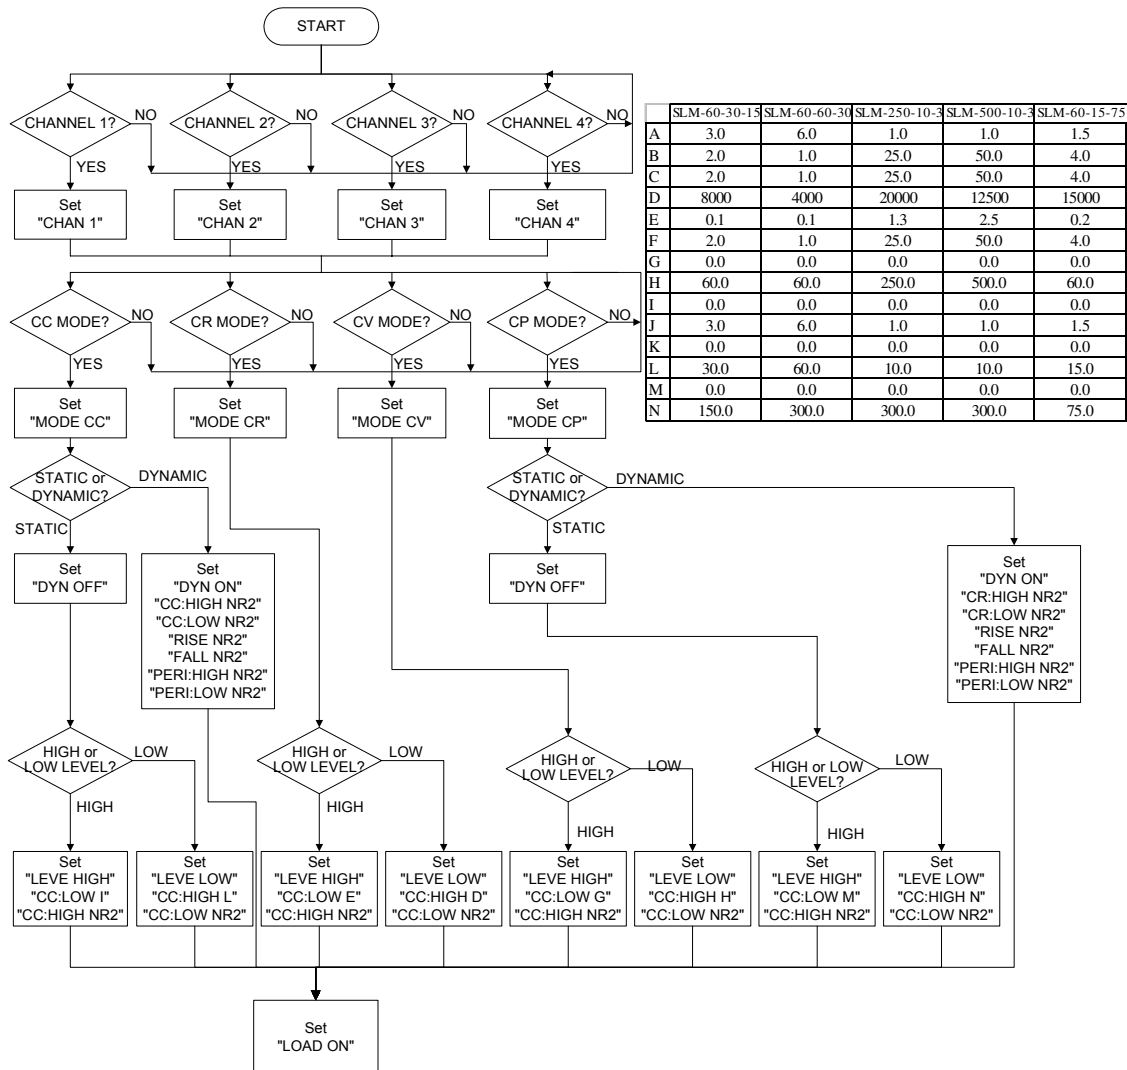 START
CHANNEL 1?
NO
CHANNEL 2?
NO
CHANNEL 3?
NO
CHANNEL 4?
NO
YES
YES
YES
YES
Set
"CHAN 1"
Set
"CHAN 2"
Set
"CHAN 3"
Set
"CHAN 4"
SLM-60-30-15 SLM-60-60-30 SLM-250-10-3 SLM-500-10-3 SLM-60-15-75
A 3.0 6.0 1.0 1.0 1.5
B 2.0 1.0 25.0 50.0 4.0
C 2.0 1.0 25.0 50.0 4.0
D 8000 4000 20000 12500 15000
E 0.1 0.1 1.3 2.5 0.2
F 2.0 1.0 25.0 50.0 4.0
G 0.0 0.0 0.0 0.0 0.0
H 60.0 60.0 250.0 500.0 60.0
I 0.0 0.0 0.0 0.0 0.0
J 3.0 6.0 1.0 1.0 1.5
K 0.0 0.0 0.0 0.0 0.0
L 30.0 60.0 10.0 10.0 15.0
M 0.0 0.0 0.0 0.0 0.0
N 150.0 300.0 300.0 300.0 75.0
CC MODE?
NO
CR MODE?
NO
CV MODE?
NO
CP MODE?
NO
YES
YES
YES
YES
Set
"MODE CC"
Set
"MODE CR"
Set
"MODE CV"
Set
"MODE CP"
STATIC or
DYNAMIC?
DYNAMIC
STATIC
STATIC or
DYNAMIC?
DYNAMIC
STATIC
Set
"DYN OFF"
Set
"DYN ON"
"CC:HIGH NR2"
"CC:LOW NR2"
"RISE NR2"
"FALL NR2"
"PERI:HIGH NR2"
"PERI:LOW NR2"
Set
"DYN OFF"
Set
"DYN ON"
"CR:HIGH NR2"
"CR:LOW NR2"
"RISE NR2"
"FALL NR2"
"PERI:HIGH NR2"
"PERI:LOW NR2"
HIGH or
LOW LEVEL?
LOW
HIGH
HIGH or
LOW LEVEL?
LOW
HIGH
HIGH or
LOW LEVEL?
LOW
HIGH
HIGH or LOW
LEVEL?
LOW
HIGH
Set
"LEVE HIGH"
"CC:LOW I"
"CC:HIGH NR2"
Set
"LEVE LOW"
"CC:HIGH L"
"CC:LOW NR2"
Set
"LEVE HIGH"
"CC:LOW E"
"CC:HIGH NR2"
Set
"LEVE LOW"
"CC:HIGH D"
"CC:LOW NR2"
Set
"LEVE HIGH"
"CC:LOW G"
"CC:HIGH NR2"
Set
"LEVE LOW"
"CC:HIGH H"
"CC:LOW NR2"
Set
"LEVE HIGH"
"CC:LOW M"
"CC:HIGH NR2"
Set
"LEVE LOW"
"CC:HIGH N"
"CC:LOW NR2"
Set
"LOAD ON"